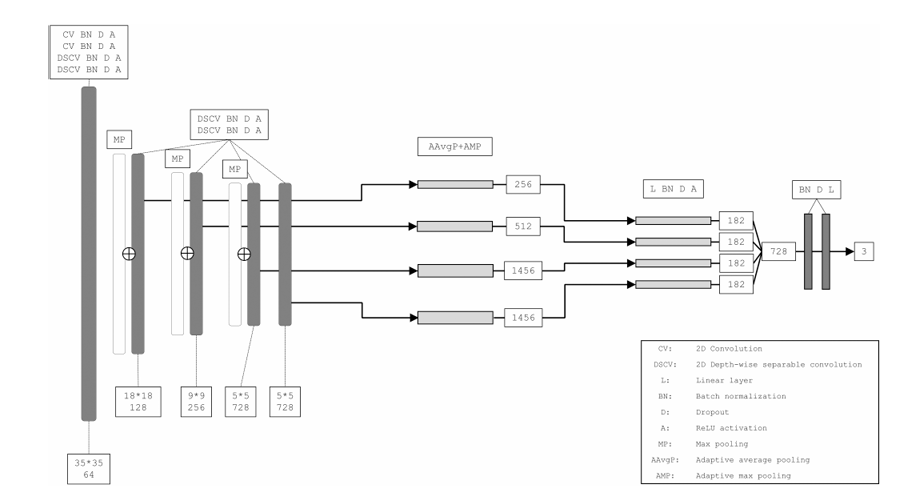 CV BN D A
CV BN D A
DSCV BN D A
DSCV BN D A
MP
DSCV BN D A
DSCV BN D A
MP
MP
AAvgP+AMP
256
512
1456
1456
L BN D A
182
182
182
182
728
BN D L
3
18*18
128
9*9
256
5*5
728
5*5
728
35*35
64
CV: 2D Convolution
DSCV: 2D Depth-wise separable convolution
L: Linear layer
BN: Batch normalization
D: Dropout
A: ReLU activation
MP: Max pooling
AAvgP: Adaptive average pooling
AMP: Adaptive max pooling